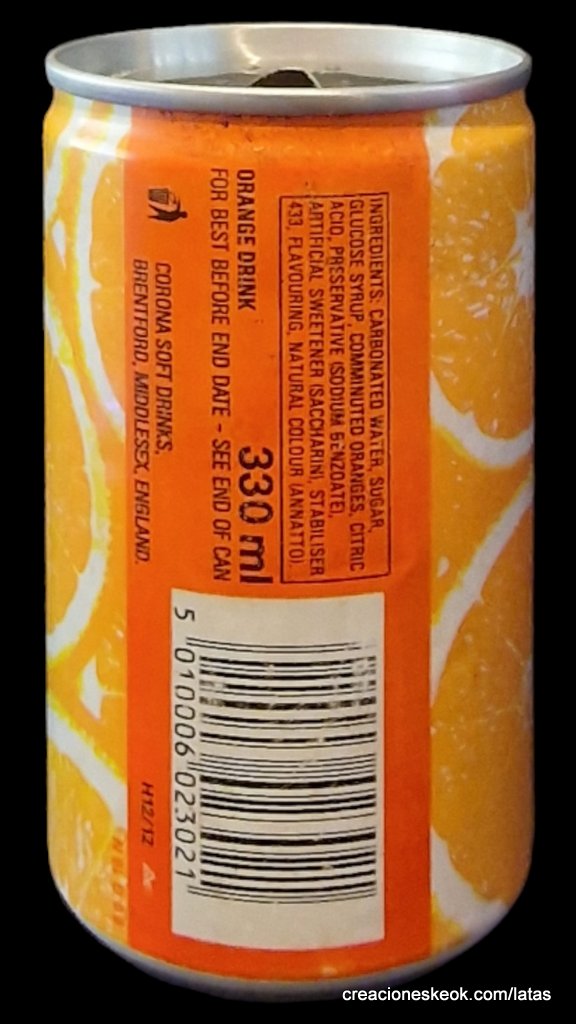 INGREDIENTS: CARBONATED WATER, SUGAR,
GLUCOSE SYRUP, COMMINUTED ORANGES, CITRIC
ACID, PRESERVATIVE (SODIUM BENZOATE),
ARTIFICIAL SWEETENER (SACCHARIN), STABILISER
433, FLAVOURING, NATURAL COLOUR (ANNATTO).
330 ml
ORANGE DRINK
FOR BEST BEFORE END DATE – SEE END OF CAN
CORONA SOFT DRINKS,
BRENTFORD, MIDDLESEX, ENGLAND.
5 010006 023021
H12/12
creacioneskeok.com/latas